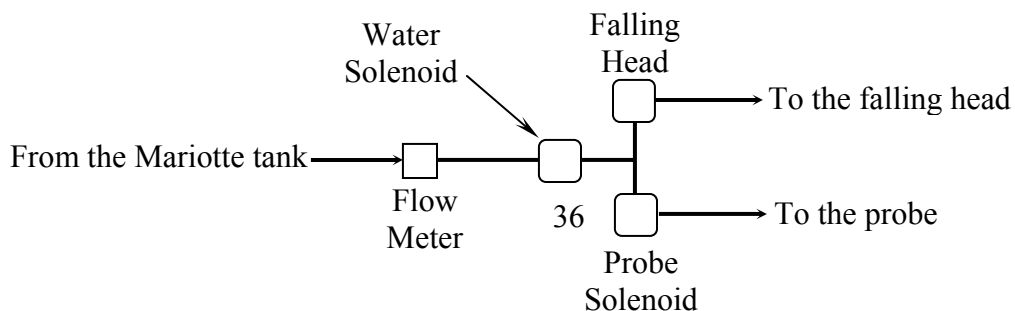 Falling
Head
Water
Solenoid
To the falling head
From the Mariotte tank
Flow
Meter
36
To the probe
Probe
Solenoid